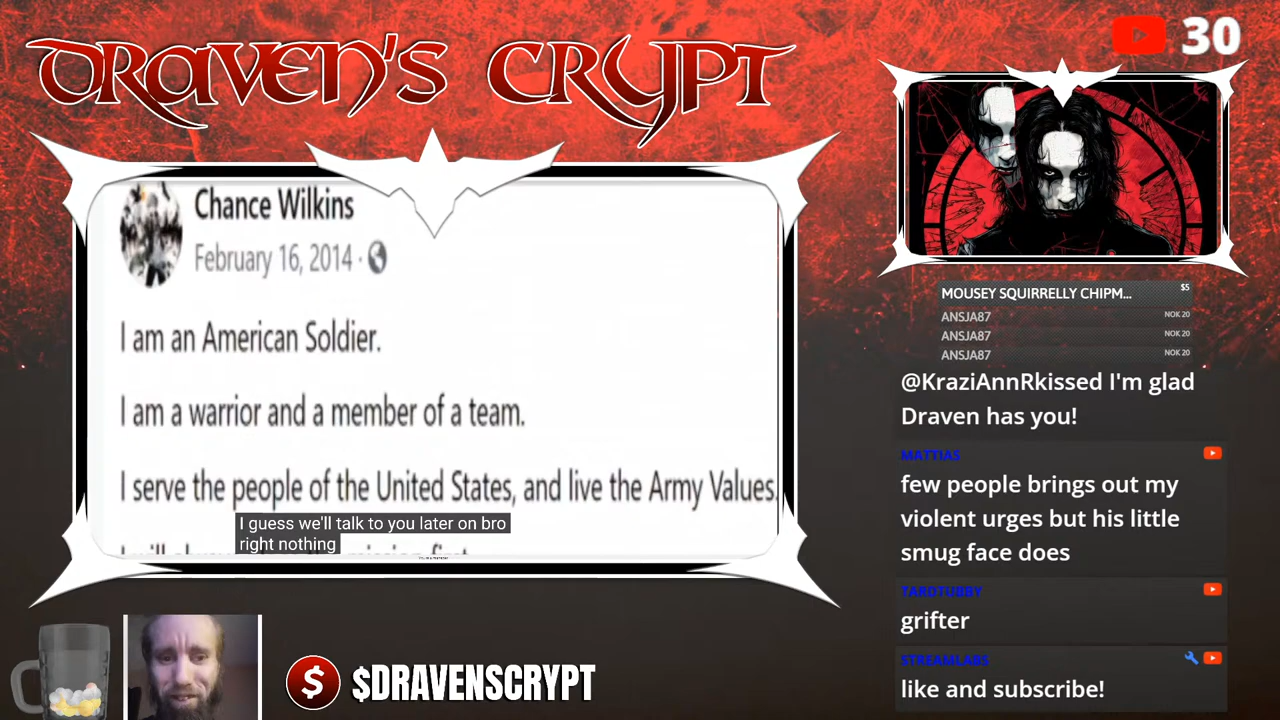 DRAVEN'S CRYPT
30
Chance Wilkins
February 16, 2014 ·
I am an American Soldier.
I am a warrior and a member of a team.
I serve the people of the United States, and live the Army Values.
I guess we'll talk to you later on bro
right nothing
$ $DRAVENSCRYPT
MOUSEY SQUIRRELLY CHIPM... $5
ANSJA87 NOK 20
ANSJA87 NOK 20
ANSJA87 NOK 20
@KraziAnnRkissed I'm glad
Draven has you!
MATTIAS
few people brings out my
violent urges but his little
smug face does
TARDTUBBY
grifter
STREAMLABS
like and subscribe!